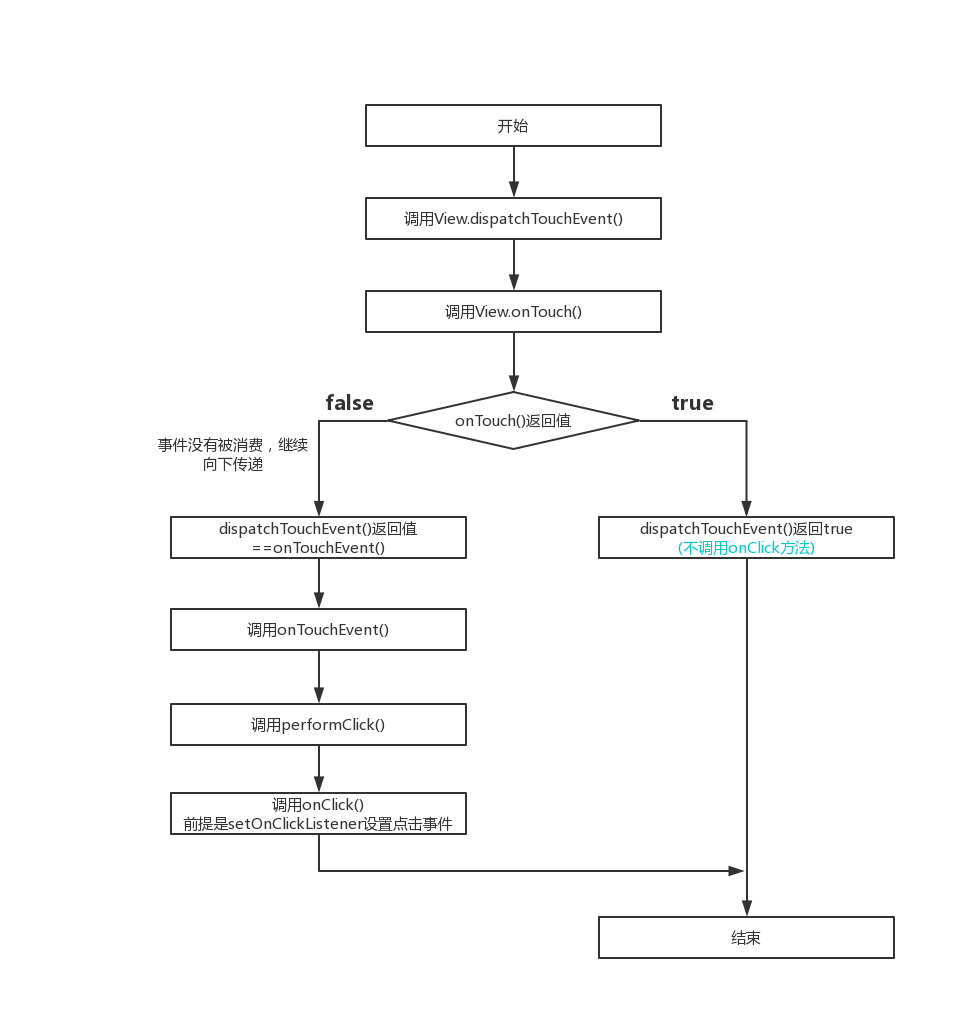 开始
调用View.dispatchTouchEvent()
调用View.onTouch()
false
true
onTouch()返回值
事件没有被消费，继续
向下传递
dispatchTouchEvent()返回值
==onTouchEvent()
dispatchTouchEvent()返回true
(不调用onClick方法)
调用onTouchEvent()
调用performClick()
调用onClick()
前提是setOnClickListener设置点击事件
结束